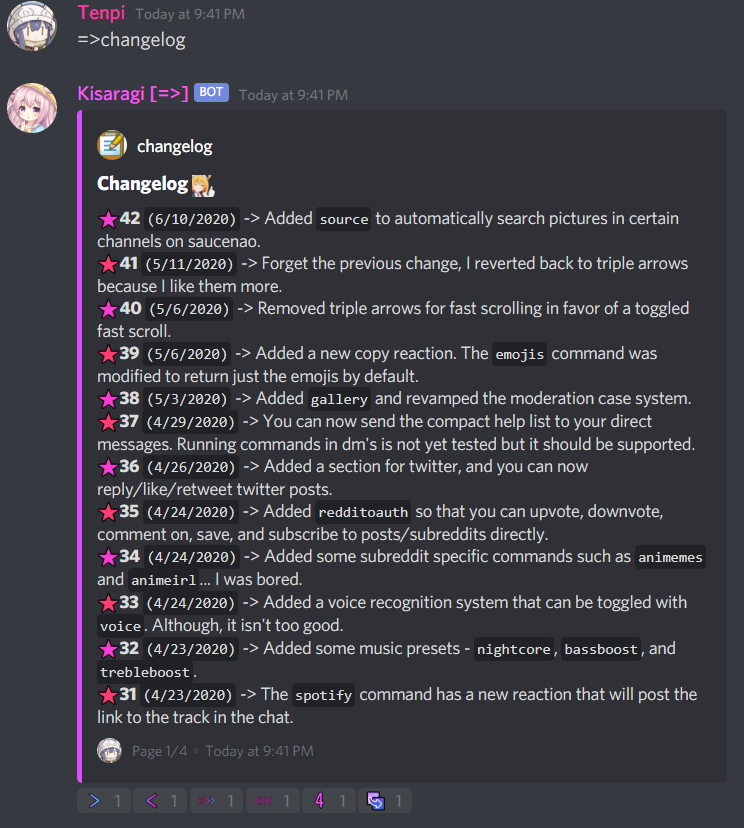 Tenpi Today at 9:41 PM
=>changelog
Kisaragi [=>] BOT Today at 9:41 PM
changelog
Changelog
42 (6/10/2020) -> Added source to automatically search pictures in certain
channels on saucenao.
41 (5/11/2020) -> Forget the previous change, I reverted back to triple arrows
because I like them more.
40 (5/6/2020) -> Removed triple arrows for fast scrolling in favor of a toggled
fast scroll.
39 (5/6/2020) -> Added a new copy reaction. The emojis command was
modified to return just the emojis by default.
38 (5/3/2020) -> Added gallery and revamped the moderation case system.
37 (4/29/2020) -> You can now send the compact help list to your direct
messages. Running commands in dm's is not yet tested but it should be supported.
36 (4/26/2020) -> Added a section for twitter, and you can now
reply/like/retweet twitter posts.
35 (4/24/2020) -> Added redditoauth so that you can upvote, downvote,
comment on, save, and subscribe to posts/subreddits directly.
34 (4/24/2020) -> Added some subreddit specific commands such as animemes
and animeirl... I was bored.
33 (4/24/2020) -> Added a voice recognition system that can be toggled with
voice. Although, it isn't too good.
32 (4/23/2020) -> Added some music presets - nightcore, bassboost, and
trebleboost.
31 (4/23/2020) -> The spotify command has a new reaction that will post the
link to the track in the chat.
Page 1/4 • Today at 9:41 PM
> 1 < 1 >>> 1 <<< 1 4 1 1